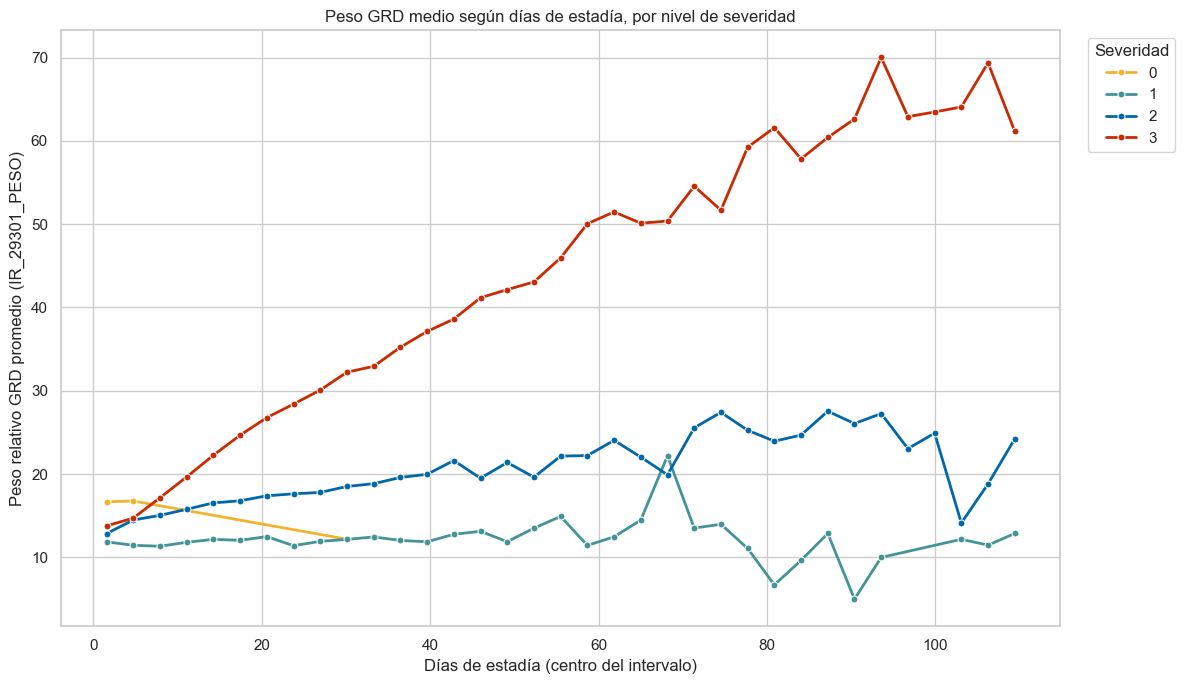 Peso GRD medio según días de estadía, por nivel de severidad
Severidad
0
1
2
3
Peso relativo GRD promedio (IR_29301_PESO)
70
60
50
40
30
20
10
0 20 40 60 80 100
Días de estadía (centro del intervalo)